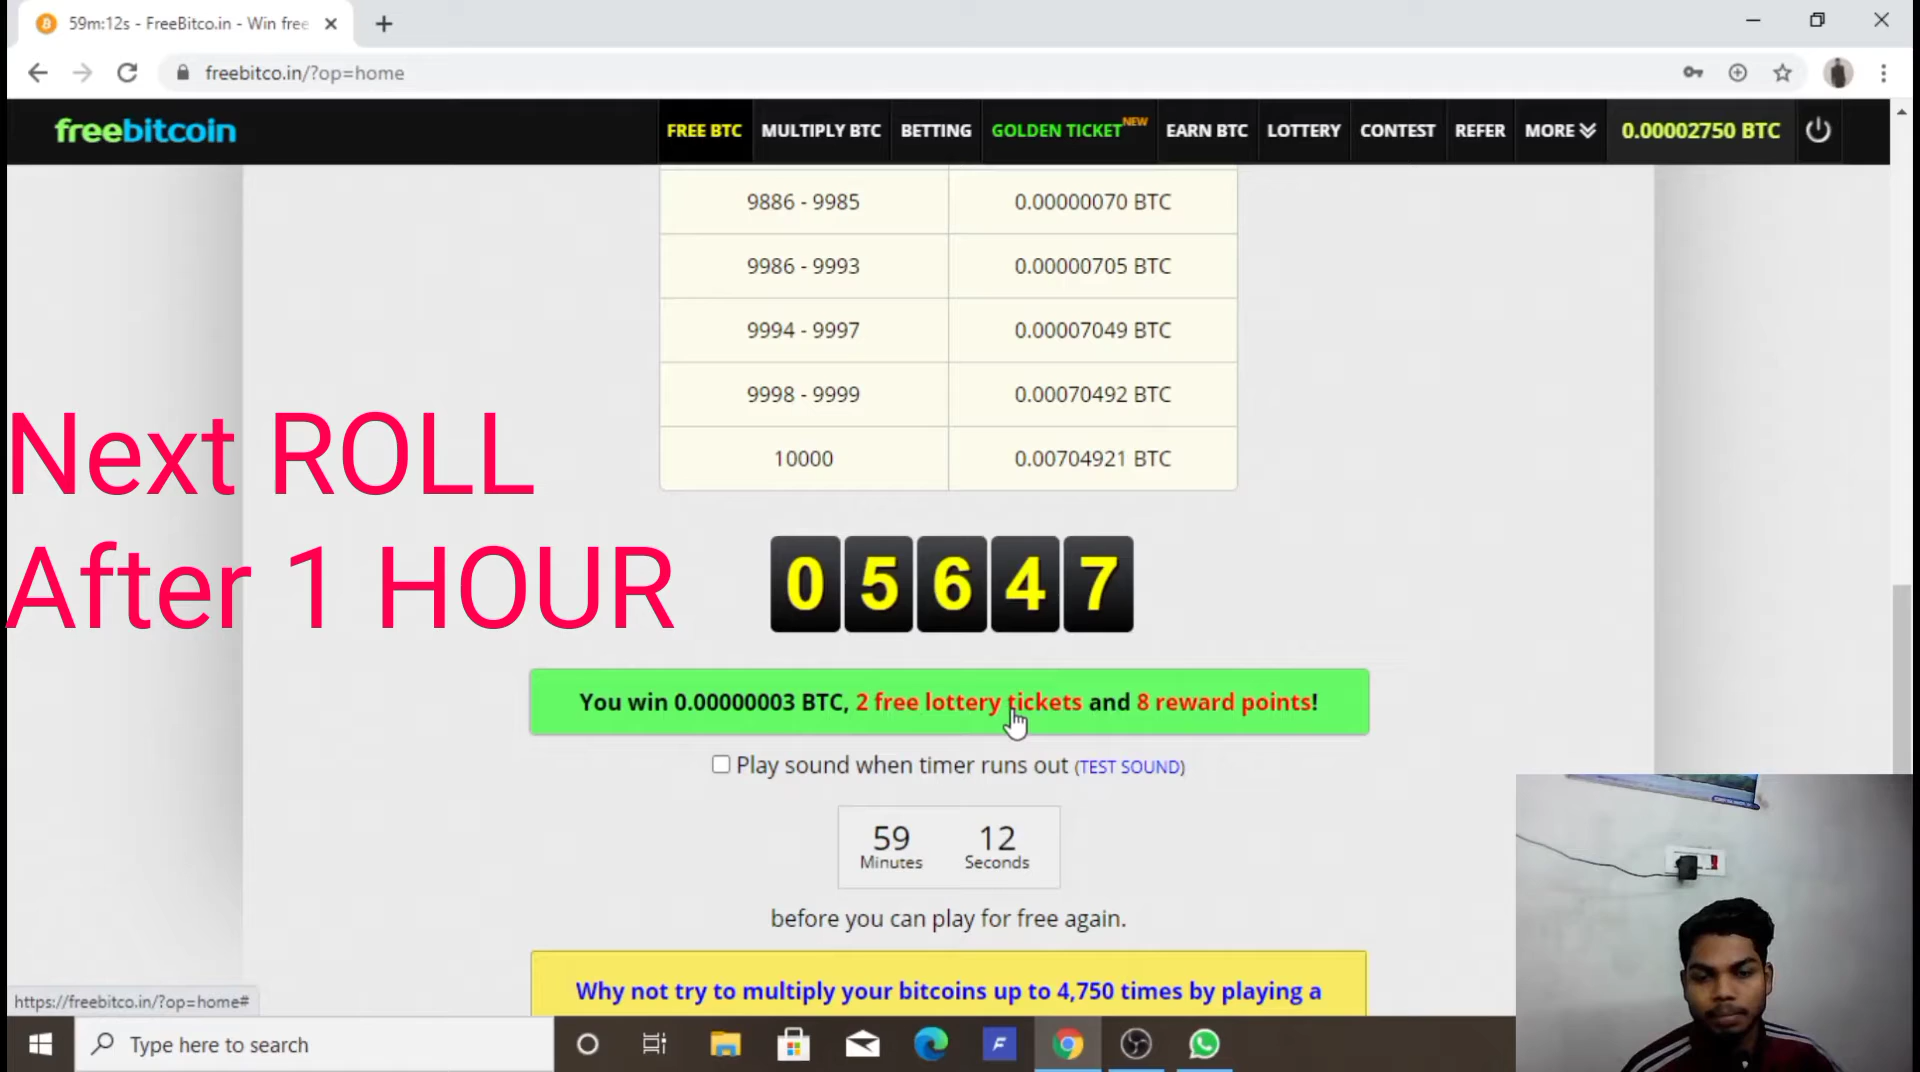 59m:12s - FreeBitco.in - Win free
freebitco.in/?op=home
freebitcoin
FREE BTC
MULTIPLY BTC
BETTING
GOLDEN TICKET NEW
EARN BTC
LOTTERY
CONTEST
REFER
MORE
0.00002750 BTC
9886 - 9985 0.00000070 BTC
9986 - 9993 0.00000705 BTC
9994 - 9997 0.00007049 BTC
9998 - 9999 0.00070492 BTC
10000 0.00704921 BTC
Next ROLL
After 1 HOUR
0 5 6 4 7
You win 0.00000003 BTC, 2 free lottery tickets and 8 reward points!
Play sound when timer runs out (TEST SOUND)
59 12
Minutes Seconds
before you can play for free again.
Why not try to multiply your bitcoins up to 4,750 times by playing a
https://freebitco.in/?op=home#
Type here to search